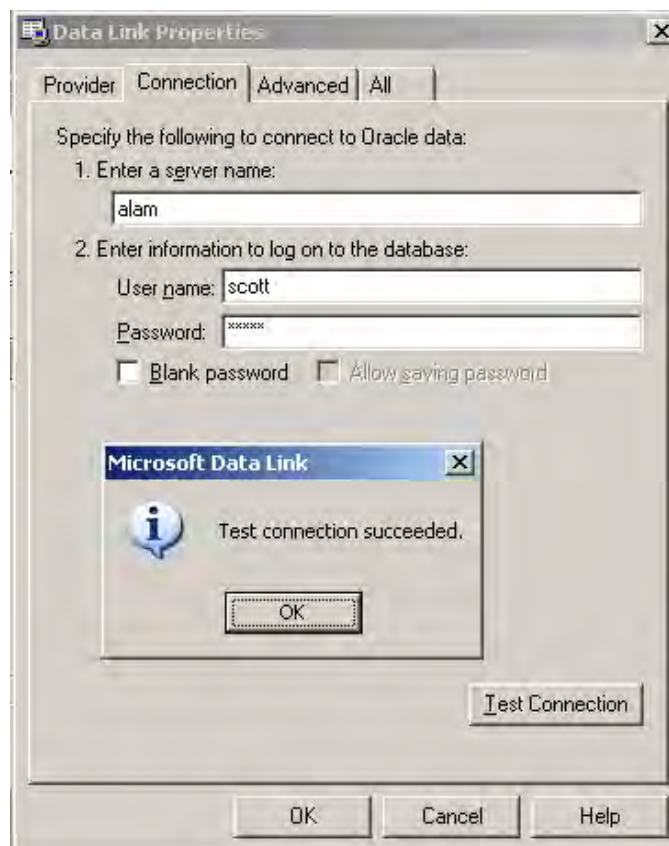 Data Link Properties
Provider Connection Advanced All
Specify the following to connect to Oracle data:
1. Enter a server name:
alam
2. Enter information to log on to the database:
User name: scott
Password: *****
Blank password Allow saving password
Microsoft Data Link
Test connection succeeded.
OK
Test Connection
OK Cancel Help